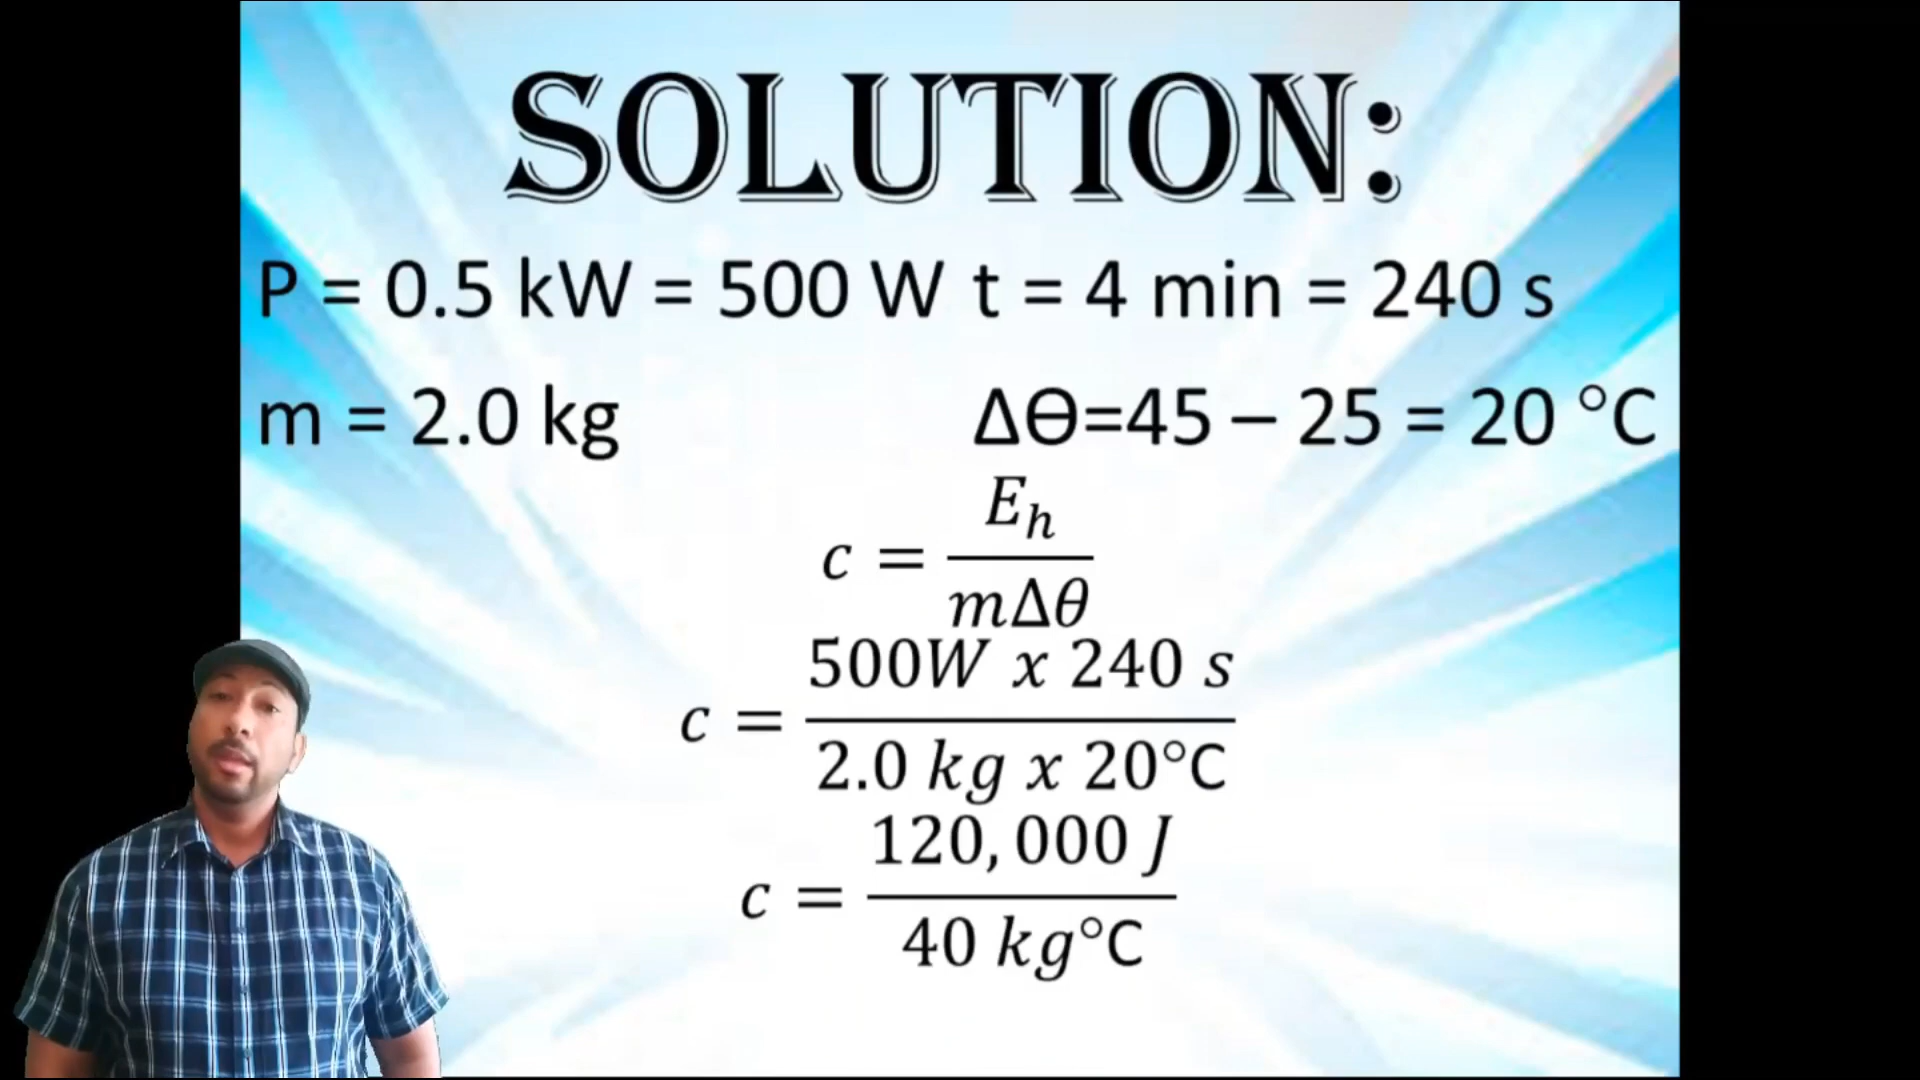 SOLUTION:
P = 0.5 kW = 500 W t = 4 min = 240 s
m = 2.0 kg ΔΘ=45 – 25 = 20 °C
c = E_h / mΔθ
c = 500W x 240 s / 2.0 kg x 20°C
c = 120,000 J / 40 kg°C